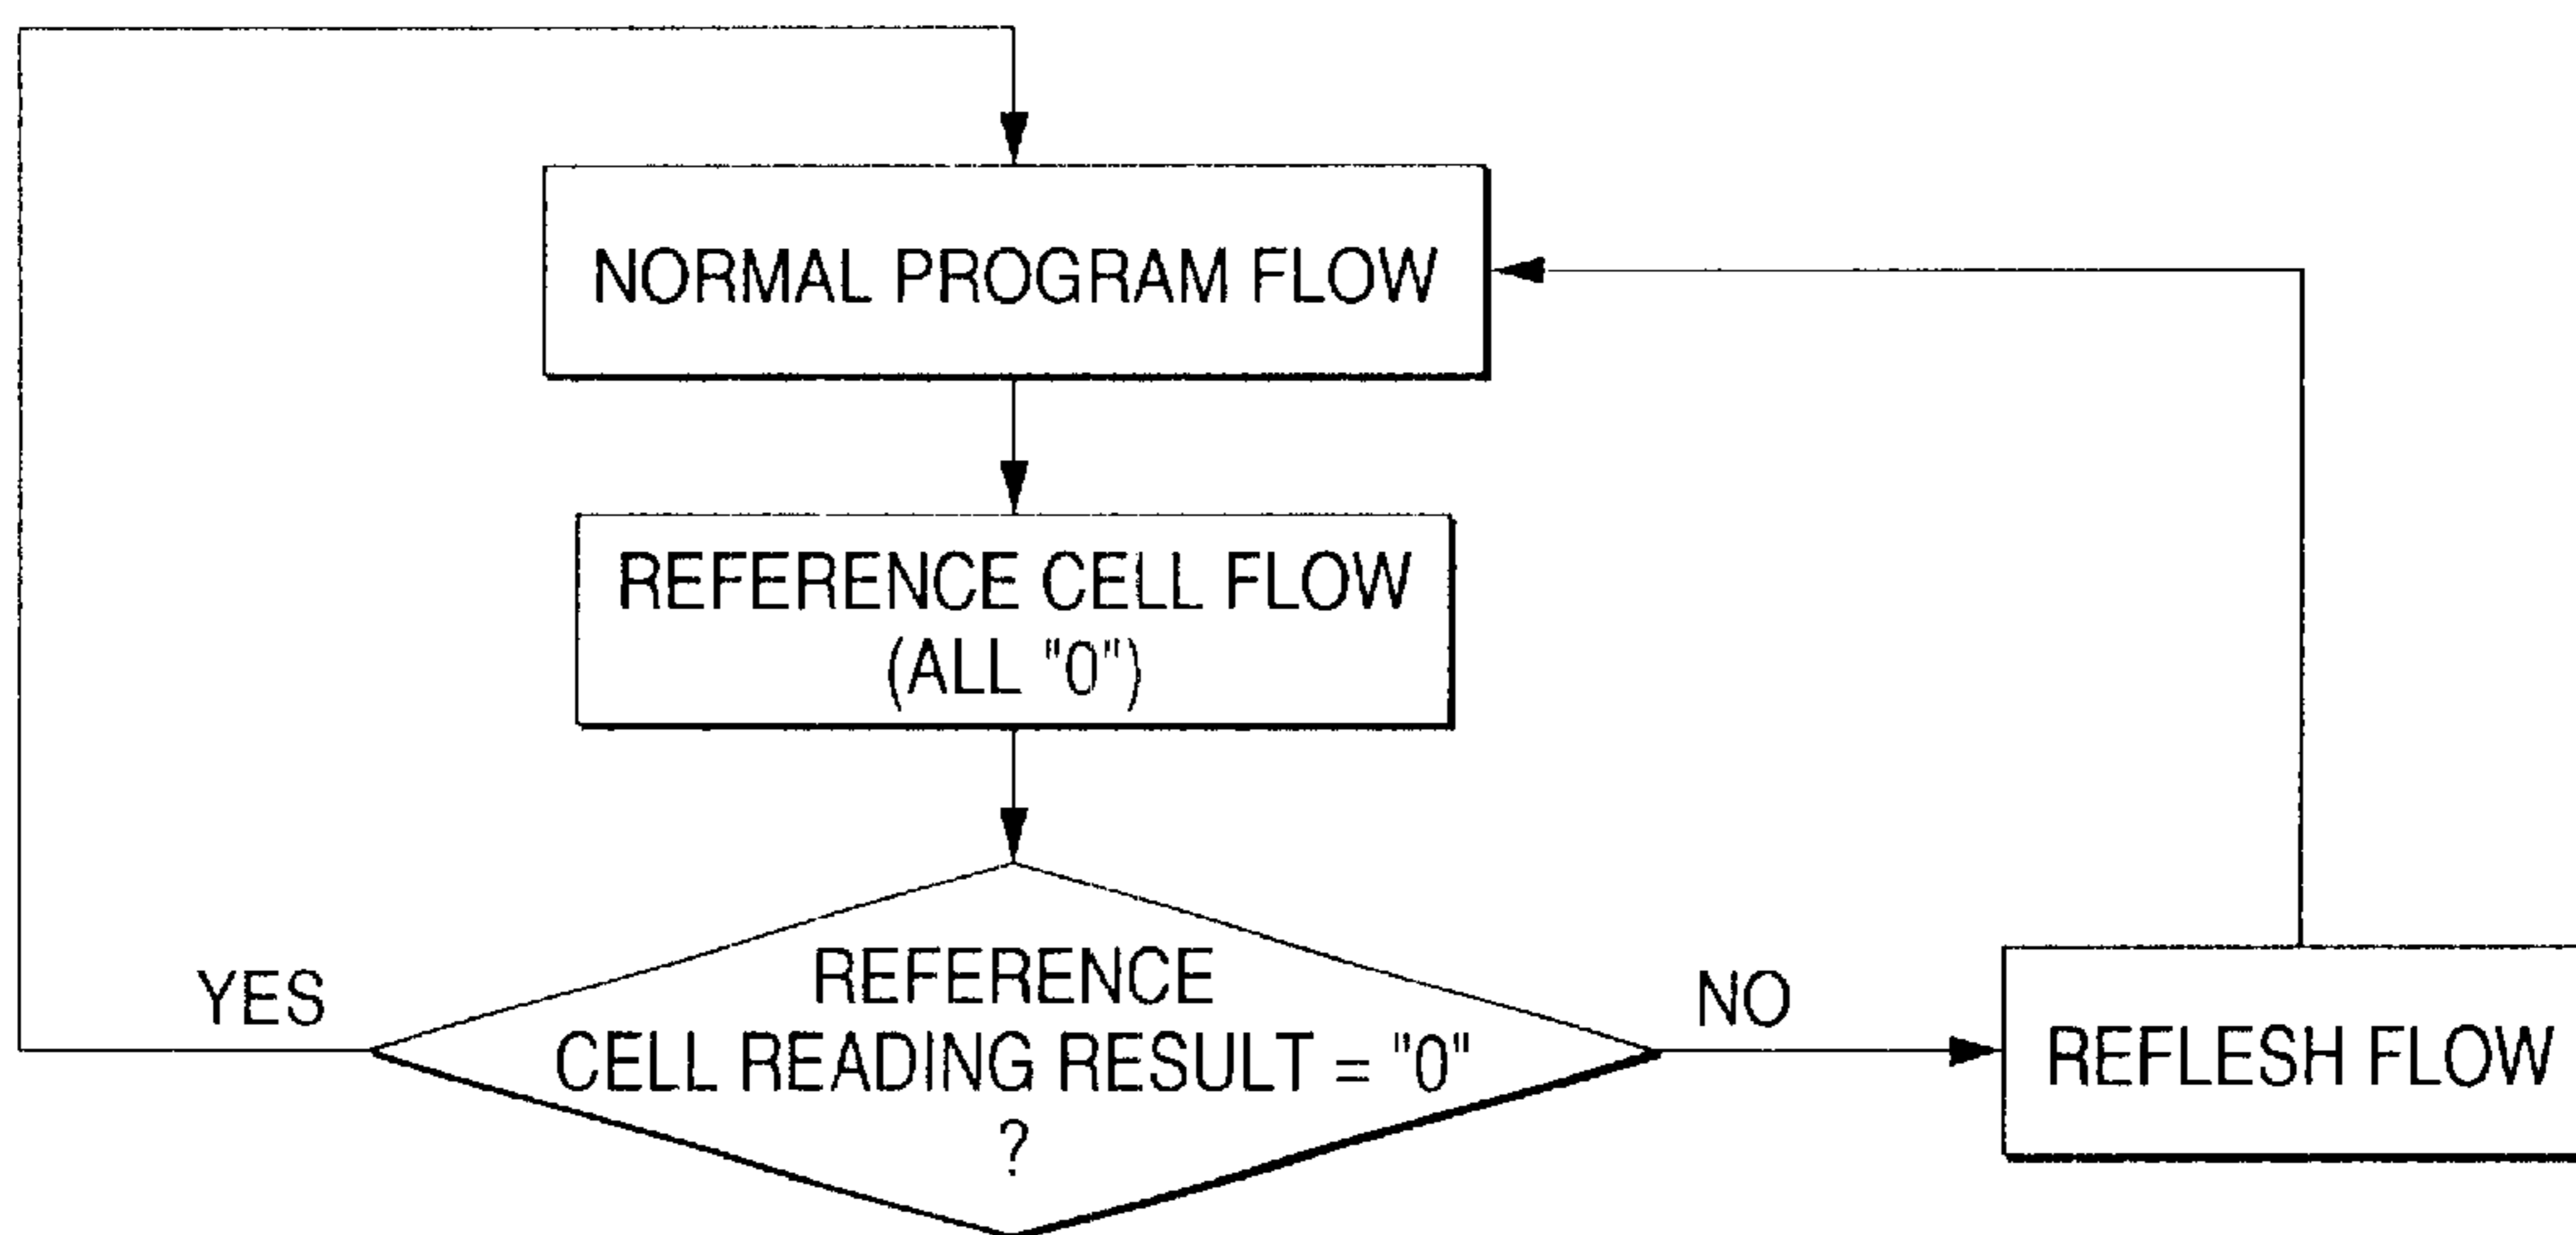 NORMAL PROGRAM FLOW
REFERENCE CELL FLOW
(ALL "0")
REFERENCE
CELL READING RESULT = "0"
?
YES
NO
REFLESH FLOW